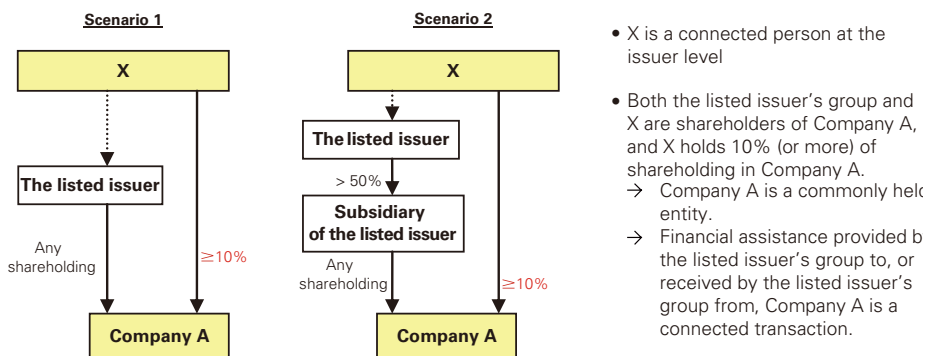 Scenario 1
X
The listed issuer
Any
shareholding
≥10%
Company A
Scenario 2
X
The listed issuer
> 50%
Subsidiary
of the listed issuer
Any
shareholding
≥10%
Company A
• X is a connected person at the
issuer level
• Both the listed issuer’s group and
X are shareholders of Company A,
and X holds 10% (or more) of
shareholding in Company A.
→ Company A is a commonly
entity.
→ Financial assistance provided
the listed issuer’s group to, or
received by the listed issuer’s
group from, Company A is a
connected transaction.